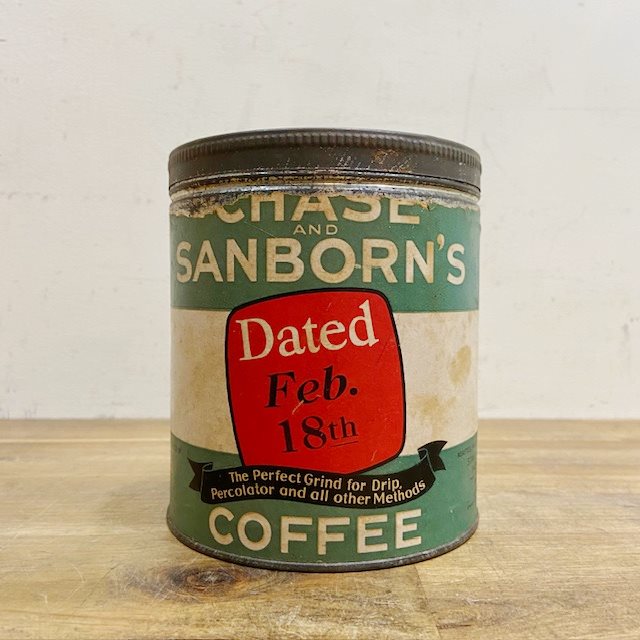 CHASE
AND
SANBORN'S
Dated
Feb.
18th
The Perfect Grind for Drip,
Percolator and all other Methods
COFFEE